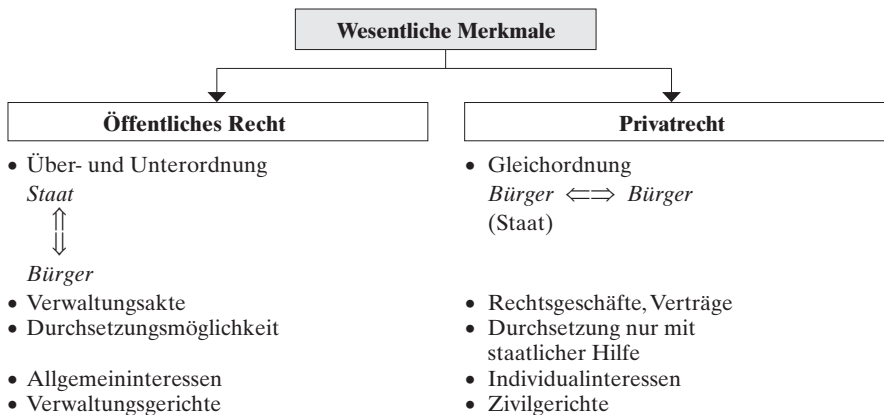 Wesentliche Merkmale
Öffentliches Recht
• Über- und Unterordnung
Staat
⇑
⇓
Bürger
• Verwaltungsakte
• Durchsetzungsmöglichkeit
• Allgemeininteressen
• Verwaltungsgerichte
Privatrecht
• Gleichordnung
Bürger ⇐⇒ Bürger
(Staat)
• Rechtsgeschäfte, Verträge
• Durchsetzung nur mit
staatlicher Hilfe
• Individualinteressen
• Zivilgerichte